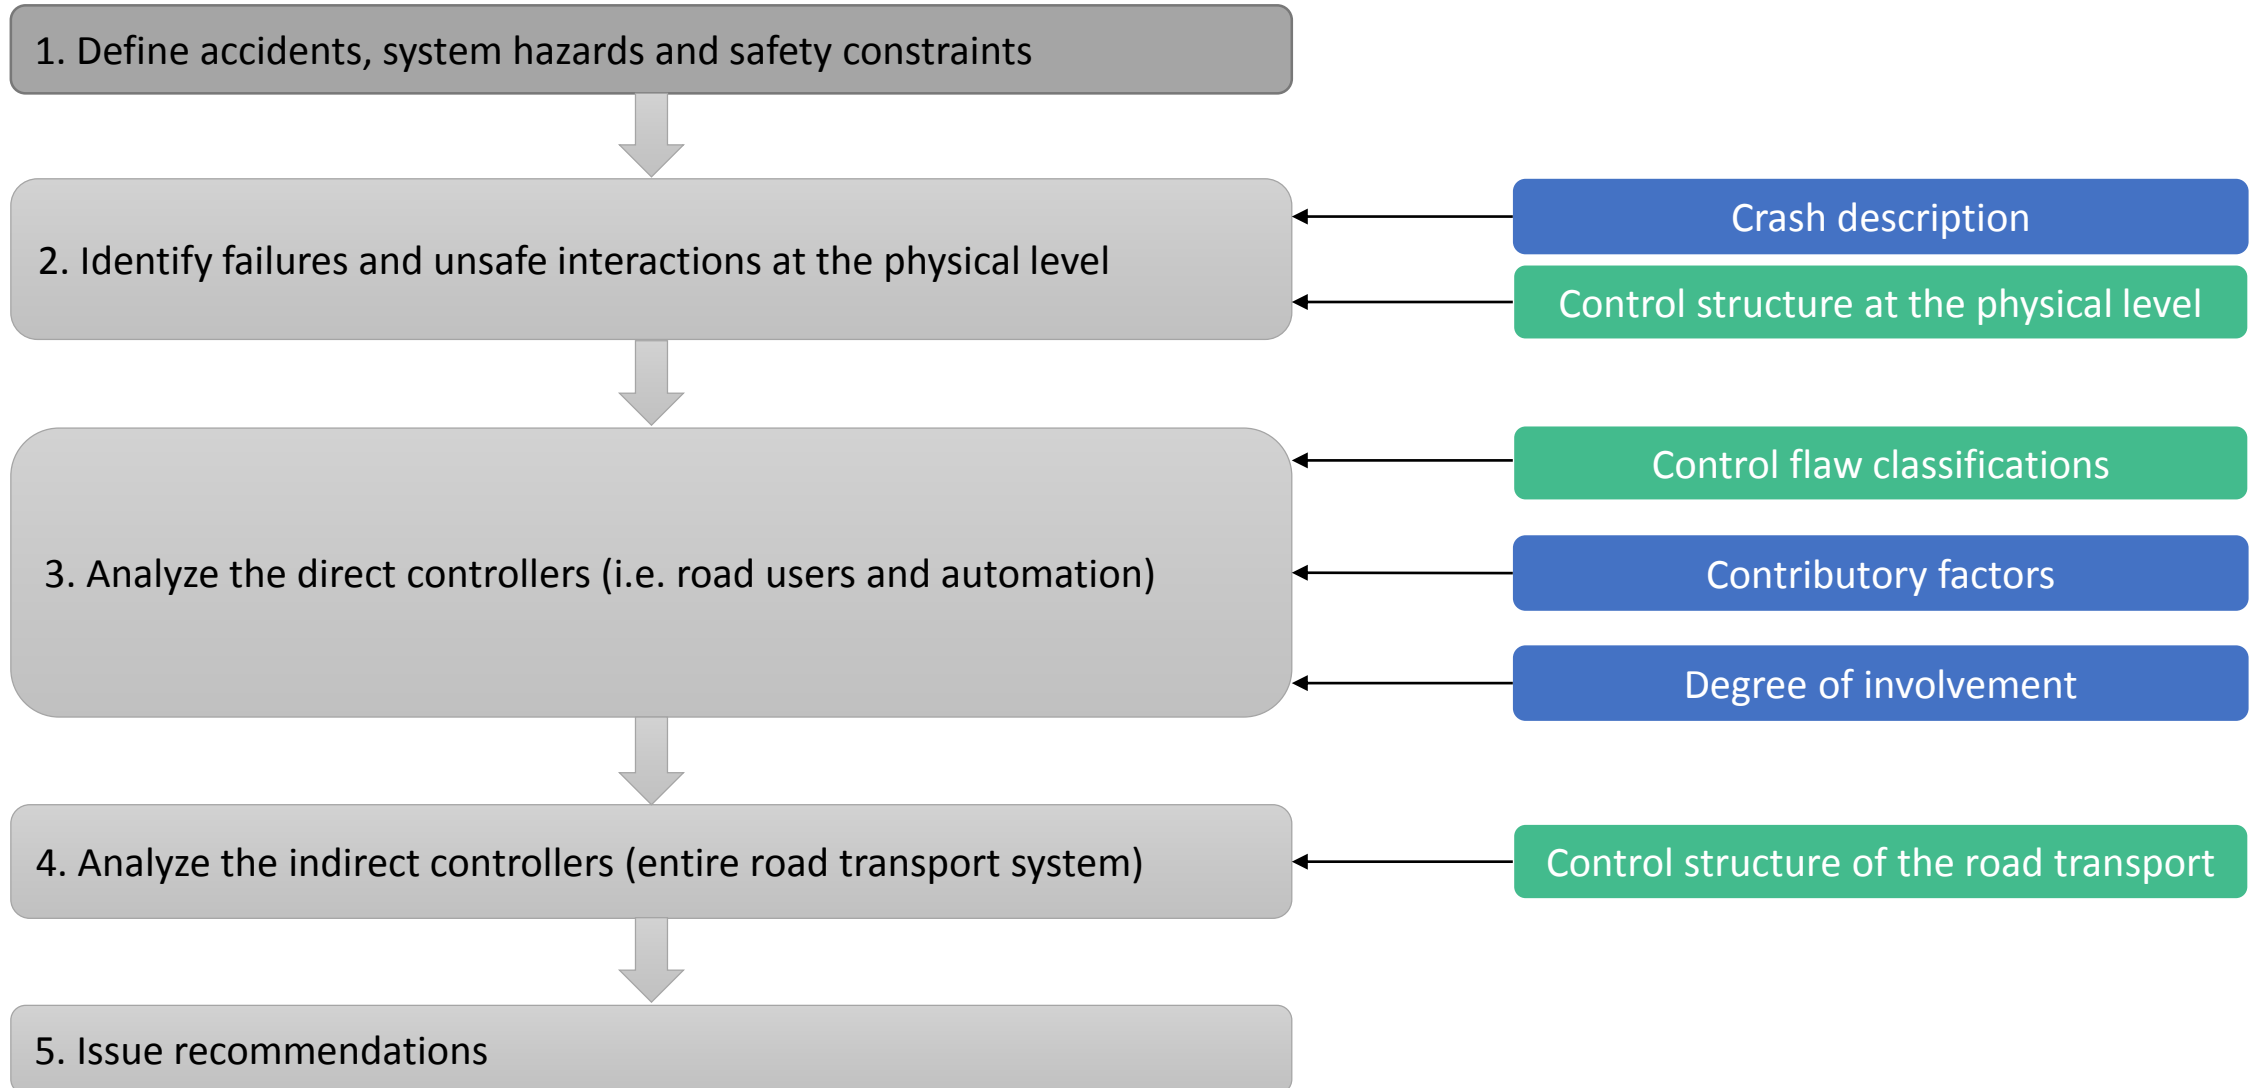 1. Define accidents, system hazards and safety constraints
2. Identify failures and unsafe interactions at the physical level
Crash description
Control structure at the physical level
3. Analyze the direct controllers (i.e. road users and automation)
Control flaw classifications
Contributory factors
Degree of involvement
4. Analyze the indirect controllers (entire road transport system)
Control structure of the road transport
5. Issue recommendations